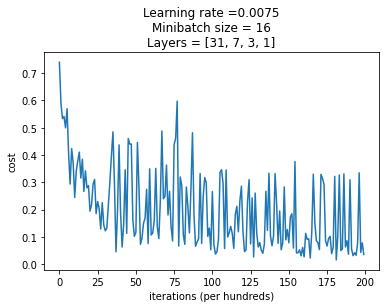 Learning rate =0.0075
Minibatch size = 16
Layers = [31, 7, 3, 1]
cost
0.7
0.6
0.5
0.4
0.3
0.2
0.1
0.0
0 25 50 75 100 125 150 175 200
iterations (per hundreds)